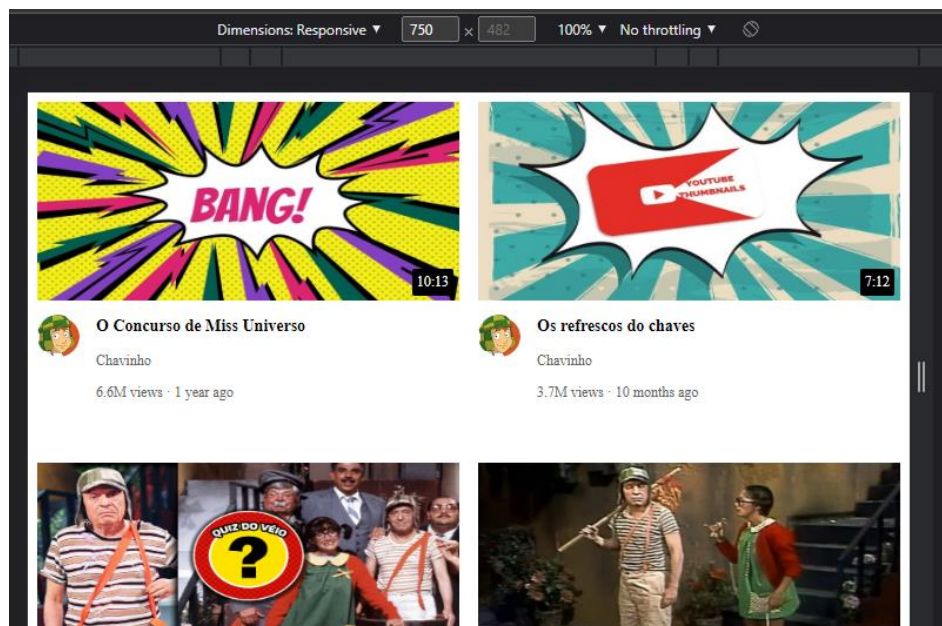 Dimensions: Responsive ▼ 750 × 482 100% ▼ No throttling ▼
BANG!
10:13
YOUTUBE
THUMBNAILS
7:12
O Concurso de Miss Universo
Chavinho
6.6M views · 1 year ago
Os refrescos do chaves
Chavinho
3.7M views · 10 months ago
QUIZ DO VÉIO
?